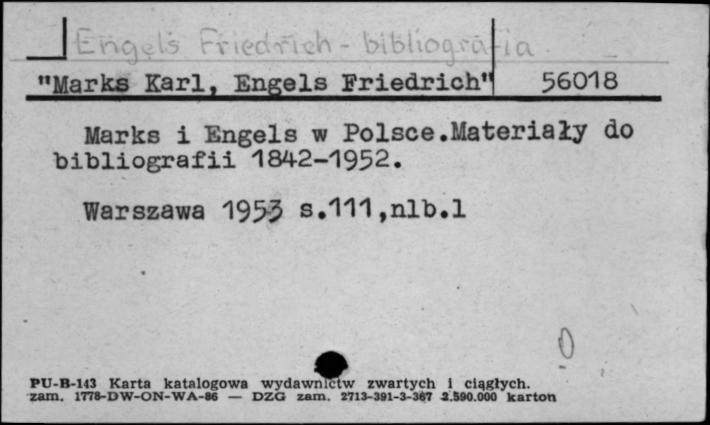 Engels Friedrich - bibliografia.
"Marks Karl, Engels Friedrich" 56018
Marks i Engels w Polsce.Materiały do
bibliografii 1842-1952.
Warszawa 1953 s.111,nlb.1
0
PU-B-143 Karta katalogowa wydawnictw zwartych i ciągłych.
zam. 1778-DW-ON-WA-86 — DZG zam. 2713-391-3-367 2.590.000 karton